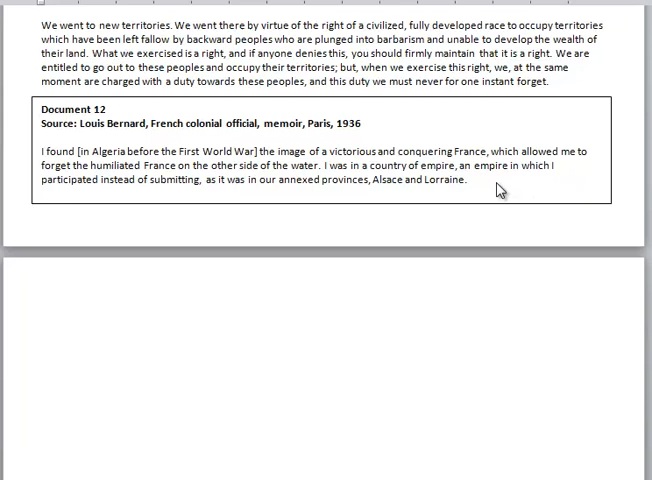 We went to new territories. We went there by virtue of the right of a civilized, fully developed race to occupy territories
which have been left fallow by backward peoples who are plunged into barbarism and unable to develop the wealth of
their land. What we exercised is a right, and if anyone denies this, you should firmly maintain that it is a right. We are
entitled to go out to these peoples and occupy their territories; but, when we exercise this right, we, at the same
moment are charged with a duty towards these peoples, and this duty we must never for one instant forget.
Document 12
Source: Louis Bernard, French colonial official, memoir, Paris, 1936
I found [in Algeria before the First World War] the image of a victorious and conquering France, which allowed me to
forget the humiliated France on the other side of the water. I was in a country of empire, an empire in which I
participated instead of submitting, as it was in our annexed provinces, Alsace and Lorraine.